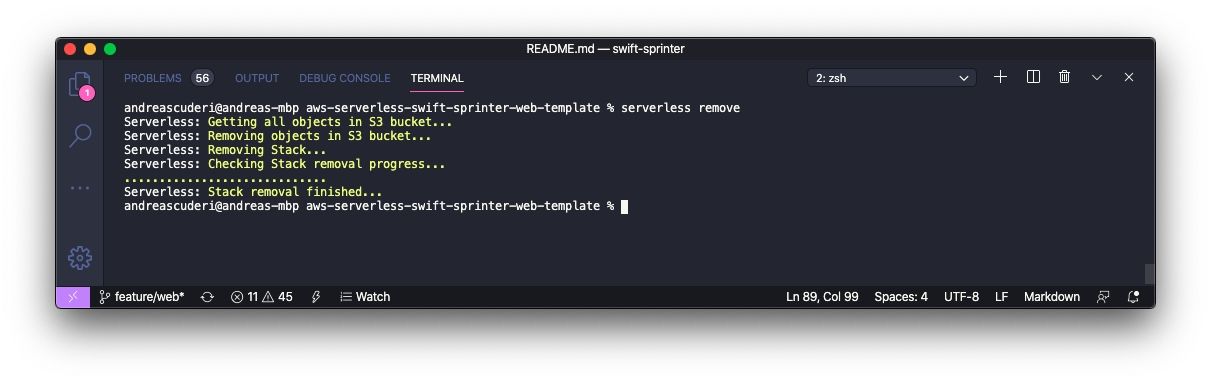 README.md — swift-sprinter
PROBLEMS 56 OUTPUT DEBUG CONSOLE TERMINAL 2: zsh
1
andreascuderi@andreas-mbp aws-serverless-swift-sprinter-web-template % serverless remove
Serverless: Getting all objects in S3 bucket...
Serverless: Removing objects in S3 bucket...
Serverless: Removing Stack...
Serverless: Checking Stack removal progress...
.............................
Serverless: Stack removal finished...
andreascuderi@andreas-mbp aws-serverless-swift-sprinter-web-template %
feature/web* 11 45 Watch Ln 89, Col 99 Spaces: 4 UTF-8 LF Markdown